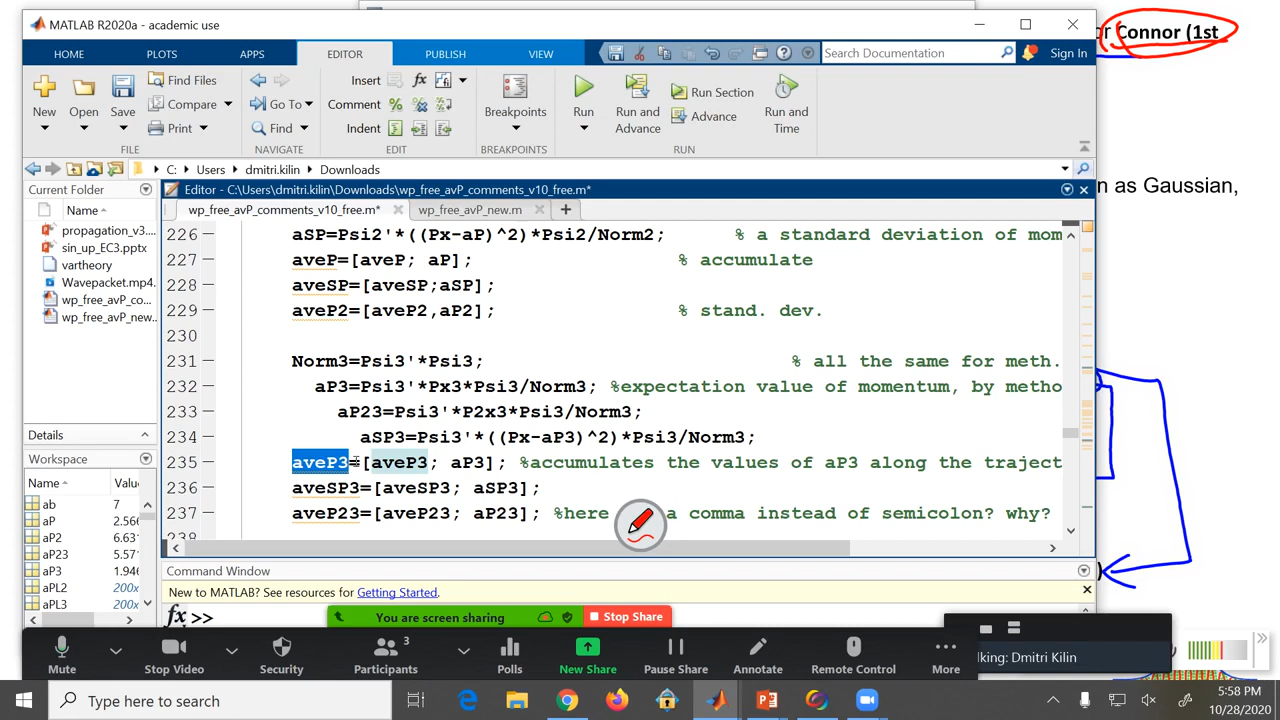 MATLAB R2020a - academic use
or Connor (1st
HOME PLOTS APPS EDITOR PUBLISH VIEW Search Documentation Sign In
New Open Save Find Files Compare Print Go To Find Insert Comment Indent fx Breakpoints Run Run and Advance Run Section Advance Run and Time
FILE NAVIGATE EDIT BREAKPOINTS RUN
C: Users dmitri.kilin Downloads
Current Folder
Editor - C:\Users\dmitri.kilin\Downloads\wp_free_avP_comments_v10_free.m*
n as Gaussian,
Name
wp_free_avP_comments_v10_free.m* wp_free_avP_new.m
propagation_v3....
sin_up_EC3.pptx
vartheory
Wavepacket.mp4.
wp_free_avP_co...
wp_free_avP_new...
226 aSP=Psi2'*((Px-aP)^2)*Psi2/Norm2; % a standard deviation of mom
227 aveP=[aveP; aP]; % accumulate
228 aveSP=[aveSP;aSP];
229 aveP2=[aveP2,aP2]; % stand. dev.
230
231 Norm3=Psi3'*Psi3; % all the same for meth.
232 aP3=Psi3'*Px3*Psi3/Norm3; %expectation value of momentum, by metho
233 aP23=Psi3'*P2x3*Psi3/Norm3;
234 aSP3=Psi3'*((Px-aP3)^2)*Psi3/Norm3;
235 aveP3=[aveP3; aP3]; %accumulates the values of aP3 along the traject
236 aveSP3=[aveSP3; aSP3];
237 aveP23=[aveP23; aP23]; %here a comma instead of semicolon? why?
238
Details
Workspace
Name Valu
ab 7
aP 2.566
aP2 6.631
aP23 5.571
aP3 1.946
aPL2 200x
aPL3 200x
Command Window
New to MATLAB? See resources for Getting Started.
fx >>
)
You are screen sharing Stop Share
3
Mute Stop Video Security Participants Polls New Share Pause Share Annotate Remote Control More
lking: Dmitri Kilin
Type here to search
5:58 PM
10/28/2020